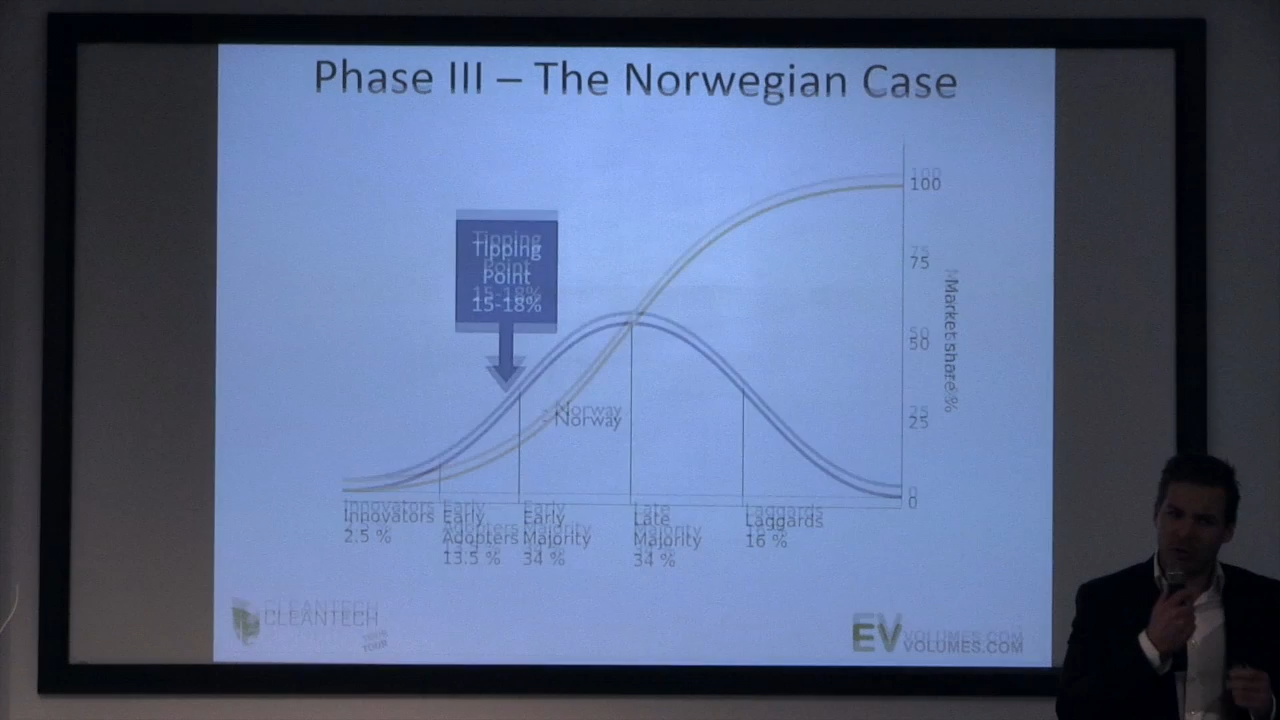 Phase III – The Norwegian Case
Tipping
Point
15-18%
100
75
50
25
0
Market share %
- Norway
Innovators
2.5 %
Early
Adopters
13.5 %
Early
Majority
34 %
Late
Majority
34 %
Laggards
16 %
CLEANTECH
TOUR
EV VOLUMES.COM